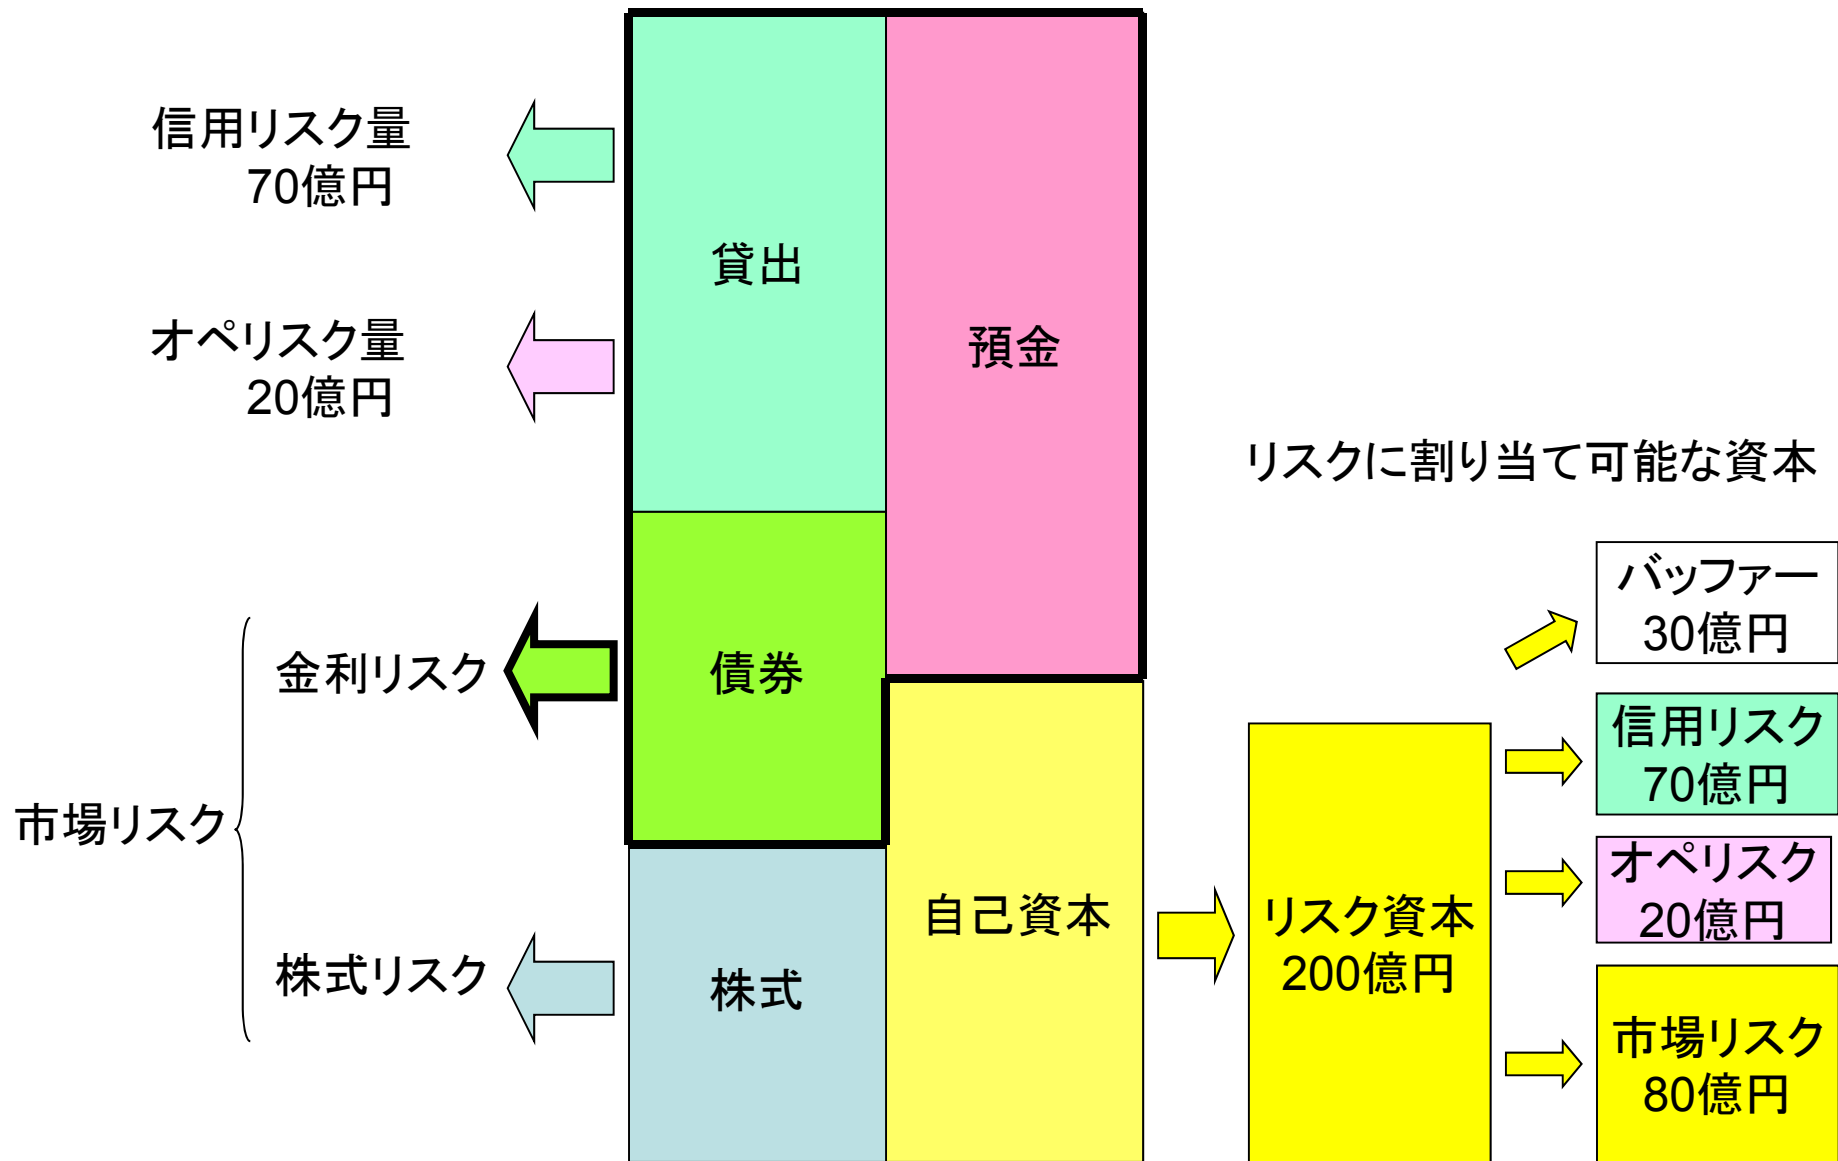 信用リスク量
70億円
オペリスク量
20億円
市場リスク
金利リスク
株式リスク
貸出
債券
株式
預金
自己資本
リスクに割り当て可能な資本
リスク資本
200億円
バッファー
30億円
信用リスク
70億円
オペリスク
20億円
市場リスク
80億円